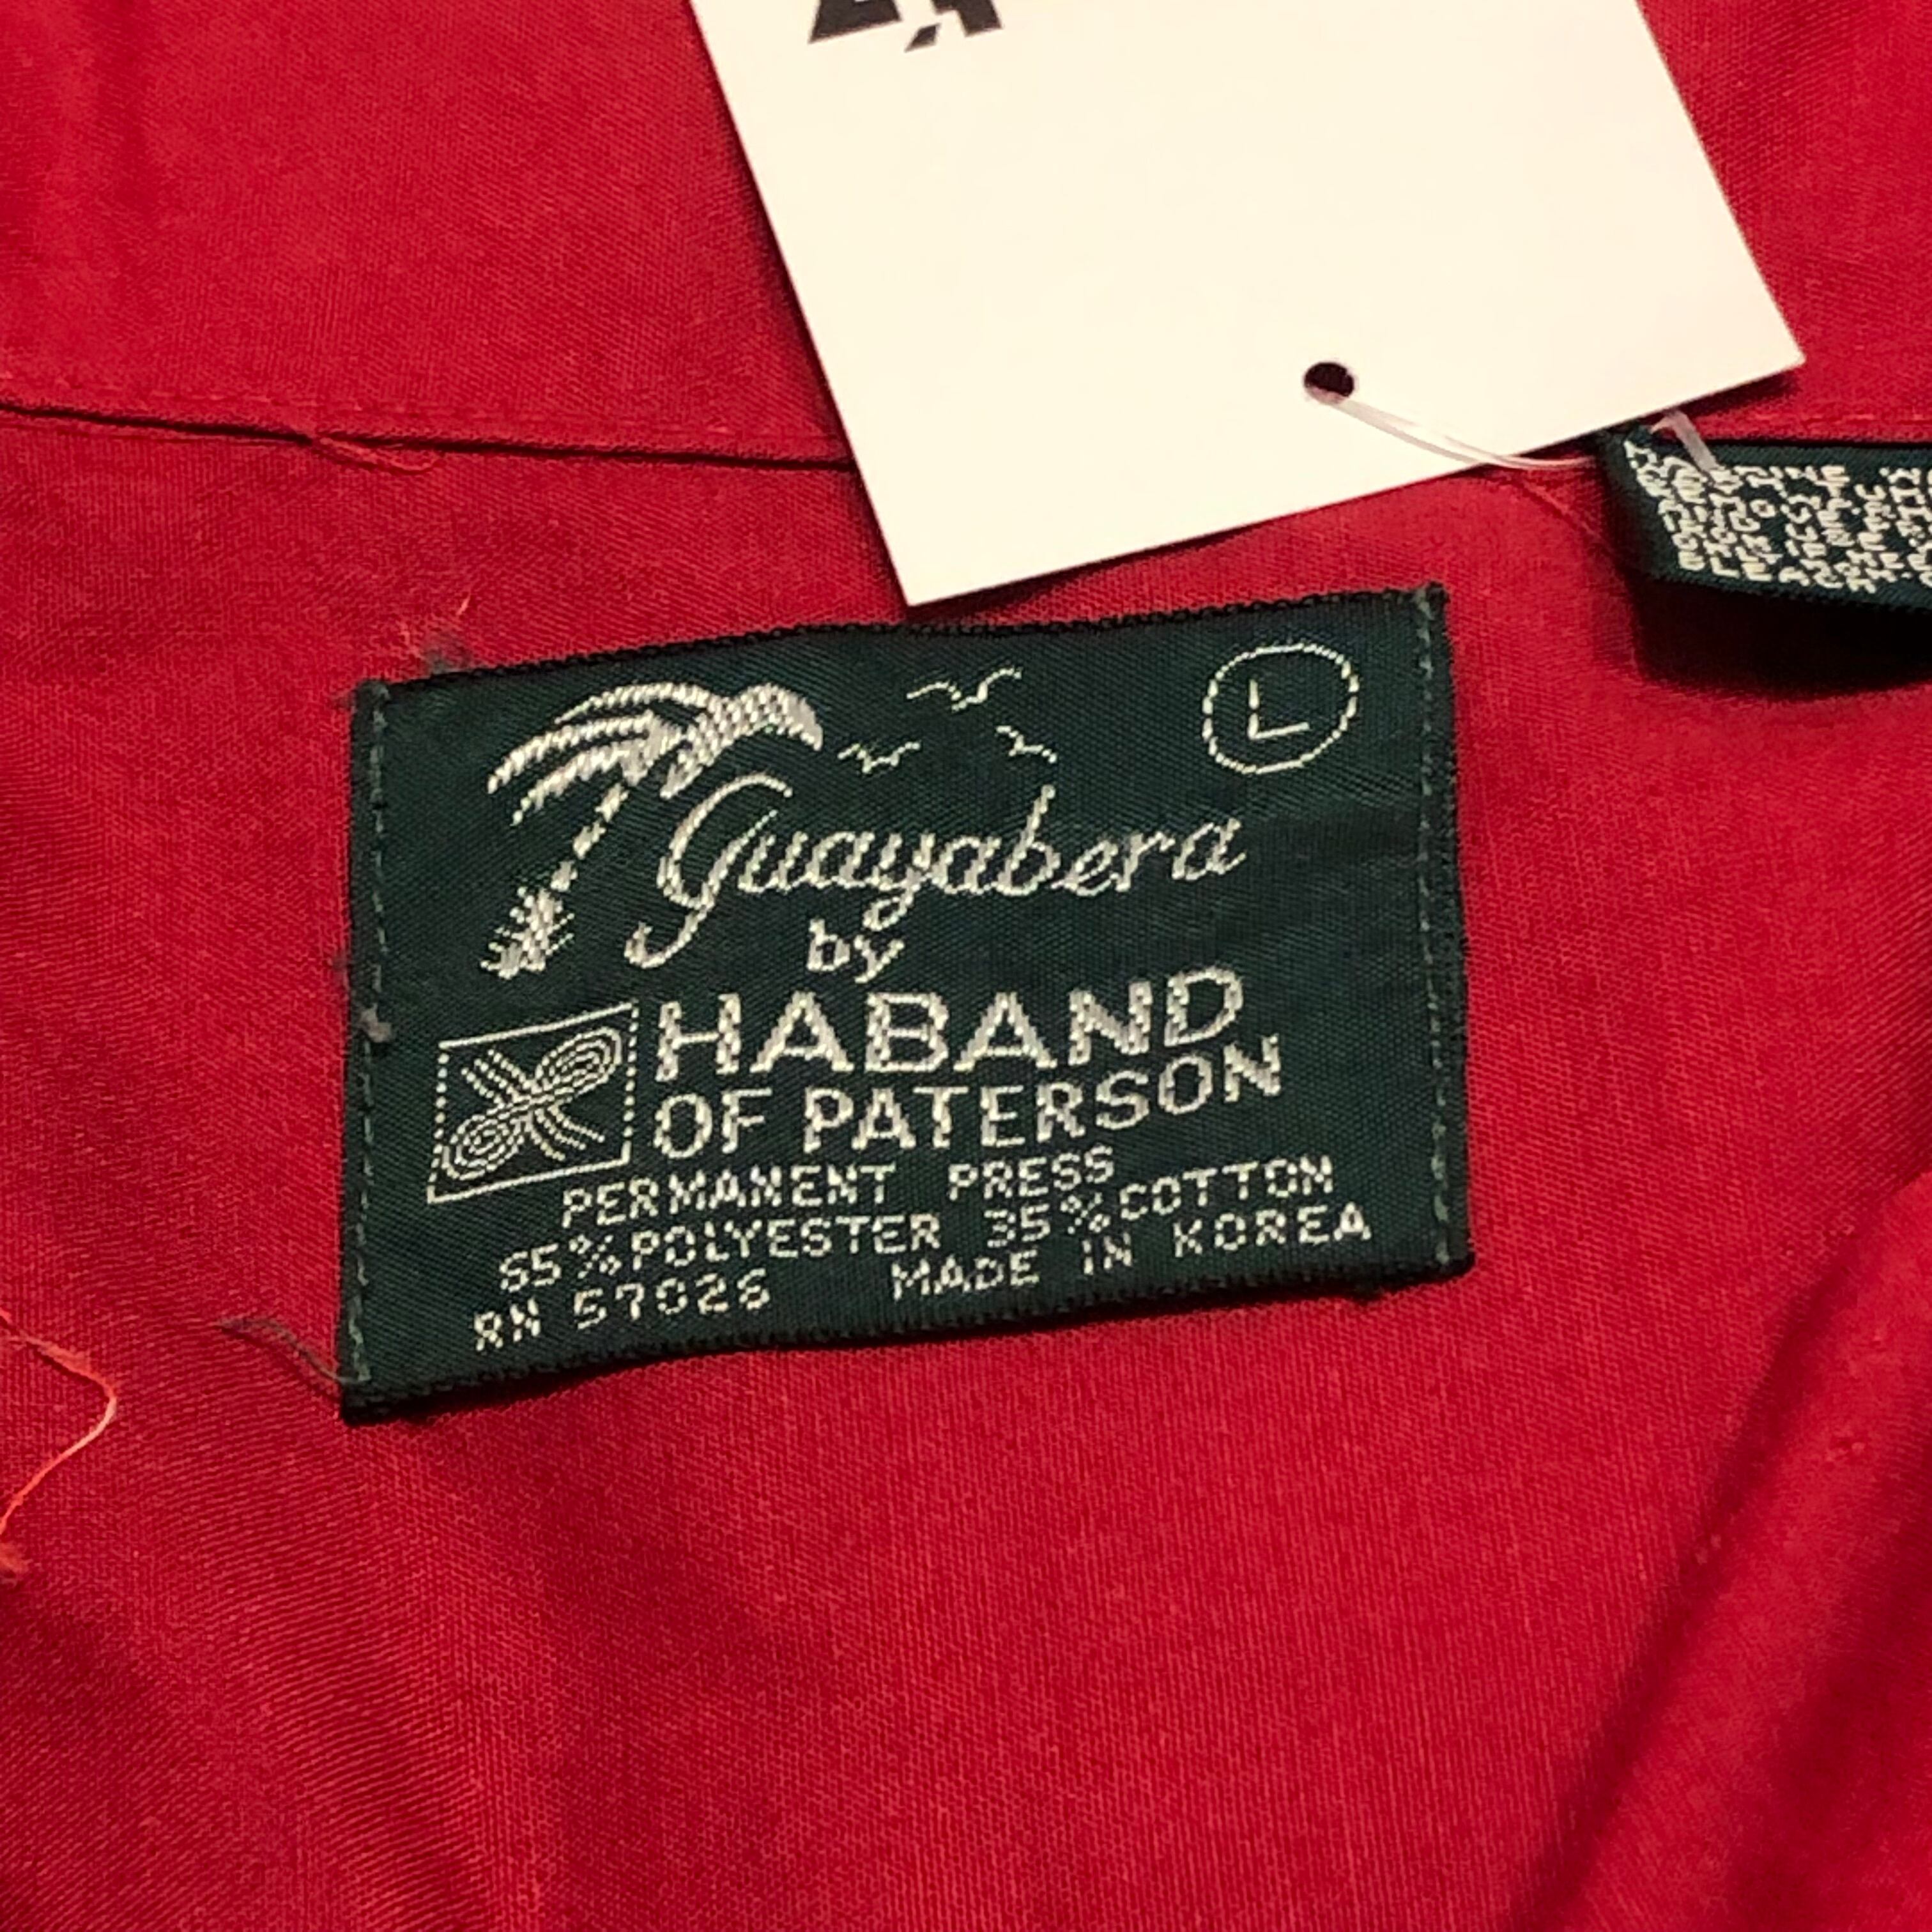 L
Guayabera
by
HABAND
OF PATERSON
PERMANENT PRESS
65% POLYESTER 35% COTTON
RN 57026 MADE IN KOREA